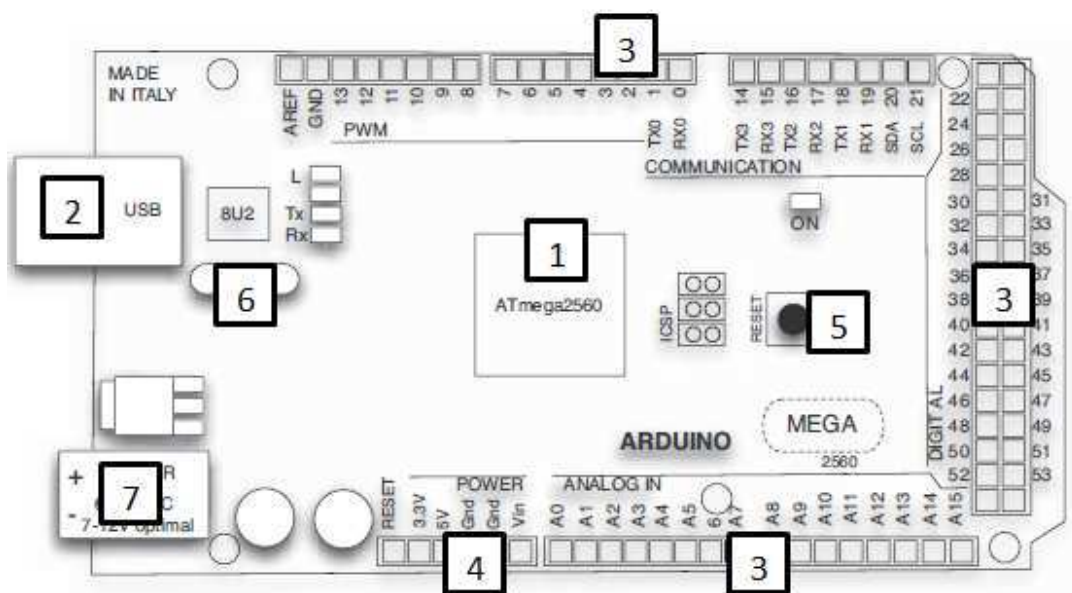 3
MADE
IN ITALY
AREF
GND
13
12
11
10
9
8
7
6
5
4
3
2
1
0
PWM
TX0
RX0
14
15
16
17
18
19
20
21
TX3
RX3
TX2
RX2
TX1
RX1
SDA
SCL
COMMUNICATION
22
24
26
28
30
31
32
33
34
35
36
37
38
39
40
41
42
43
44
45
46
47
48
49
50
51
52
53
3
DIGITAL
2
USB
8U2
L
Tx
Rx
6
1
ATmega2560
ON
ICSP
RESET
5
ARDUINO
MEGA
2560
7
+
-
7-12V optimal
POWER
RESET
3.3V
5V
Gnd
Gnd
Vin
4
ANALOG IN
A0
A1
A2
A3
A4
A5
6
A7
A8
A9
A10
A11
A12
A13
A14
A15
3